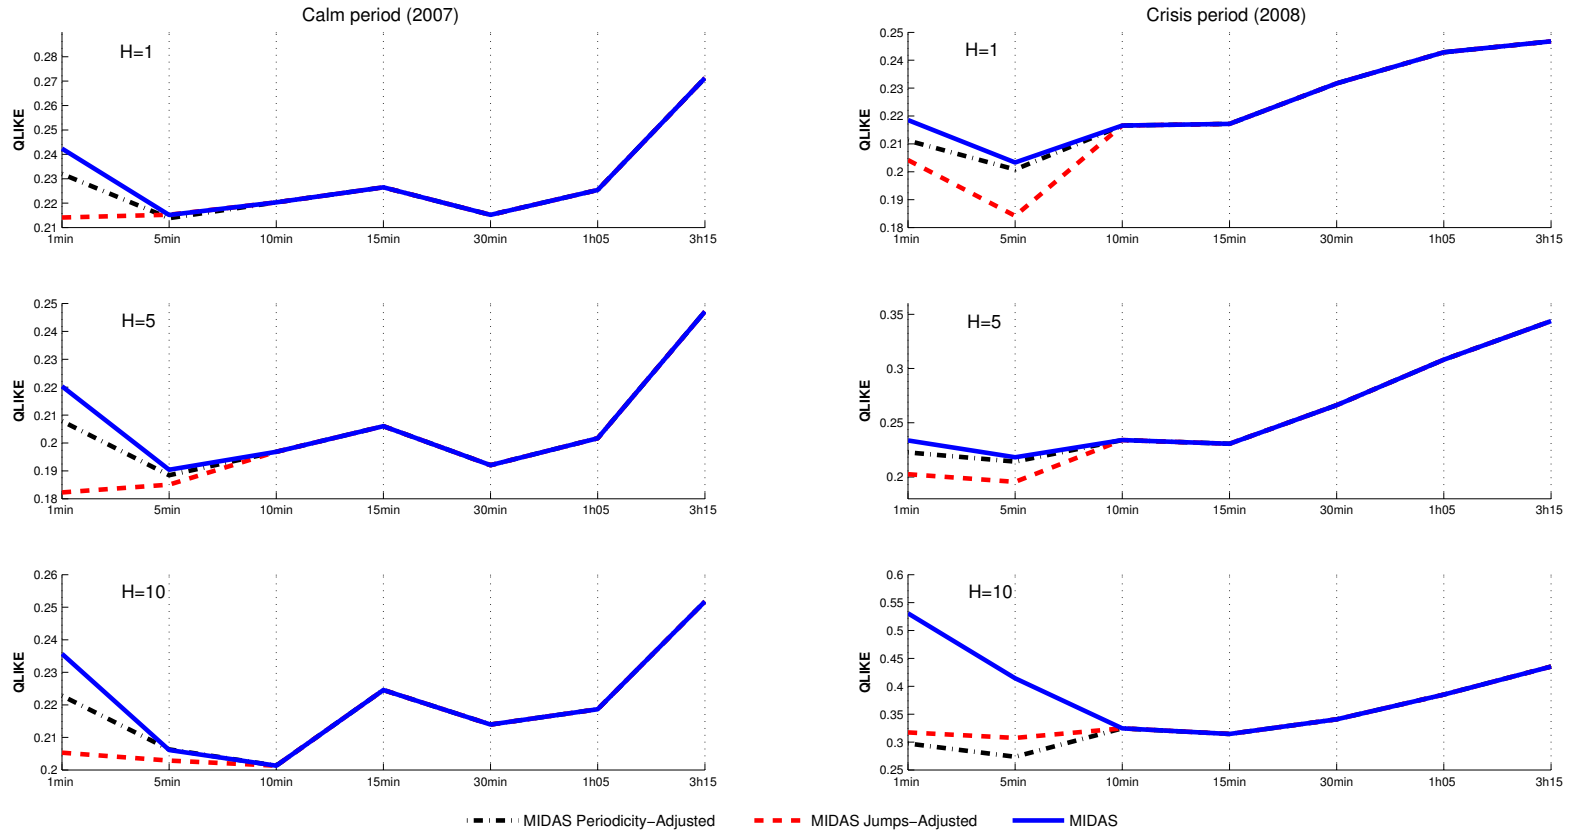 Calm period (2007)
H=1
QLIKE
0.28
0.27
0.26
0.25
0.24
0.23
0.22
0.21
1min 5min 10min 15min 30min 1h05 3h15
Crisis period (2008)
H=1
QLIKE
0.25
0.24
0.23
0.22
0.21
0.2
0.19
0.18
1min 5min 10min 15min 30min 1h05 3h15
H=5
QLIKE
0.25
0.24
0.23
0.22
0.21
0.2
0.19
0.18
1min 5min 10min 15min 30min 1h05 3h15
H=5
QLIKE
0.35
0.3
0.25
0.2
1min 5min 10min 15min 30min 1h05 3h15
H=10
QLIKE
0.26
0.25
0.24
0.23
0.22
0.21
0.2
1min 5min 10min 15min 30min 1h05 3h15
H=10
QLIKE
0.6
0.55
0.5
0.45
0.4
0.35
0.3
0.25
1min 5min 10min 15min 30min 1h05 3h15
MIDAS Periodicity−Adjusted MIDAS Jumps−Adjusted MIDAS